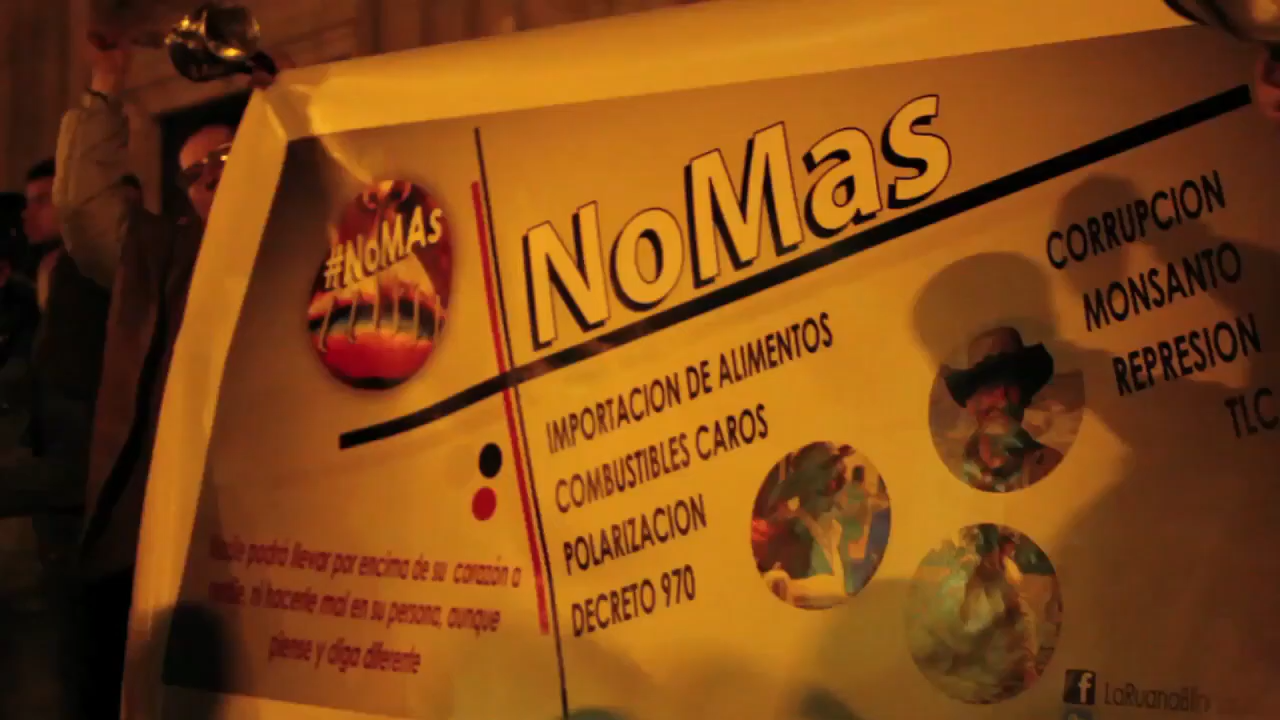 #NoMAs
NoMas
IMPORTACION DE ALIMENTOS
COMBUSTIBLES CAROS
POLARIZACION
DECRETO 970
CORRUPCION
MONSANTO
REPRESION
TLC
podrá llevar por encima de su corazón a
nadie, ni hacerle mal en su persona, aunque
piense y diga diferente
f